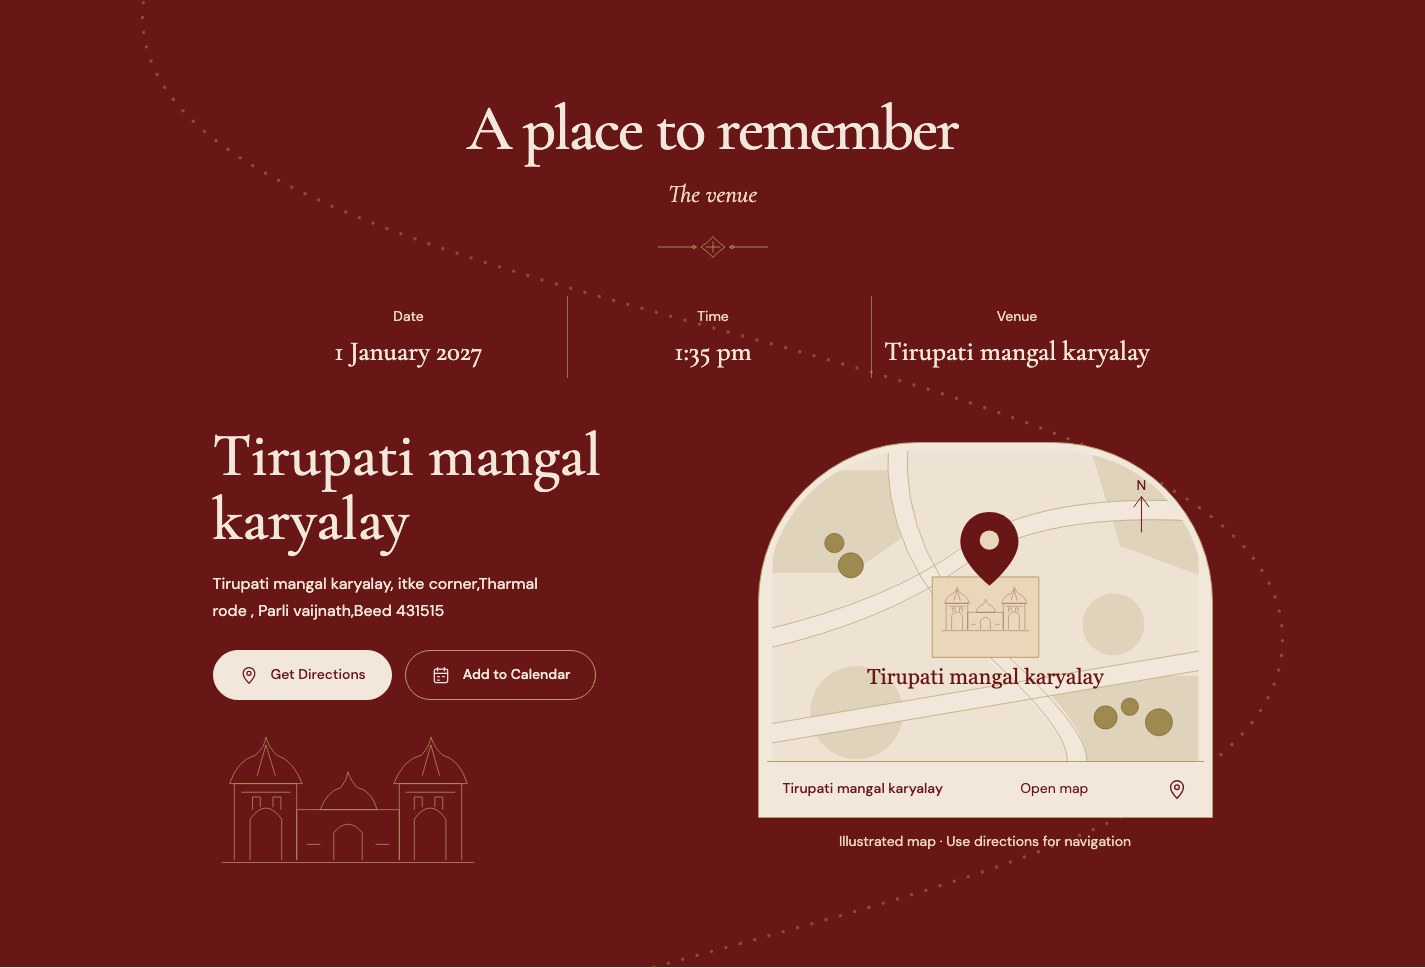 A place to remember
The venue
Date
1 January 2027
Time
1:35 pm
Venue
Tirupati mangal karyalay
Tirupati mangal
karyalay
Tirupati mangal karyalay, itke corner,Tharmal
rode , Parli vaijnath,Beed 431515
Get Directions
Add to Calendar
N
Tirupati mangal karyalay
Tirupati mangal karyalay
Open map
Illustrated map · Use directions for navigation